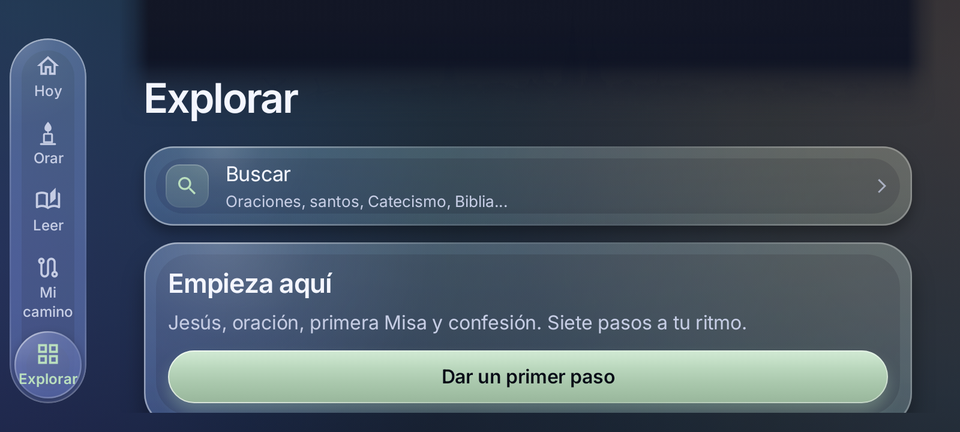 Hoy
Orar
Leer
Mi
camino
Explorar
Explorar
Buscar
Oraciones, santos, Catecismo, Biblia...
Empieza aquí
Jesús, oración, primera Misa y confesión. Siete pasos a tu ritmo.
Dar un primer paso